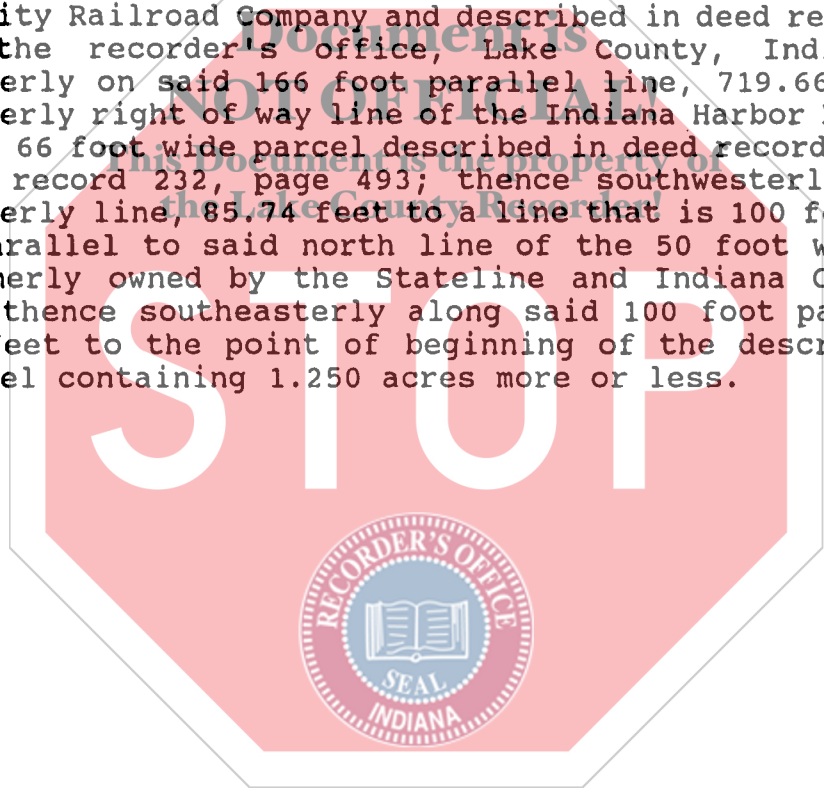 ity Railroad Company and described in deed re
the recorder's office, Lake County, Ind
erly on said 166 foot parallel line, 719.66
erly right of way line of the Indiana Harbor
66 foot wide parcel described in deed record
record 232, page 493; thence southwesterl
erly line, 85.74 feet to a line that is 100 f
rallel to said north line of the 50 foot w
erly owned by the Stateline and Indiana C
thence southeasterly along said 100 foot pa
eet to the point of beginning of the descr
el containing 1.250 acres more or less.
Document is
NOT OFFICIAL!
This Document is the property of
the Lake County Recorder!
STOP
RECORDER'S OFFICE
SEAL
INDIANA